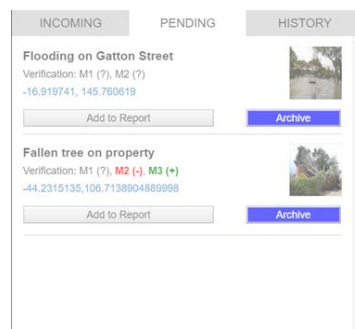 INCOMING PENDING HISTORY
Flooding on Gatton Street
Verification: M1 (?), M2 (?)
-16.919741, 145.760619
Add to Report Archive
Fallen tree on property
Verification: M1 (?), M2 (-), M3 (+)
-44.2315135,106.7138904889998
Add to Report Archive